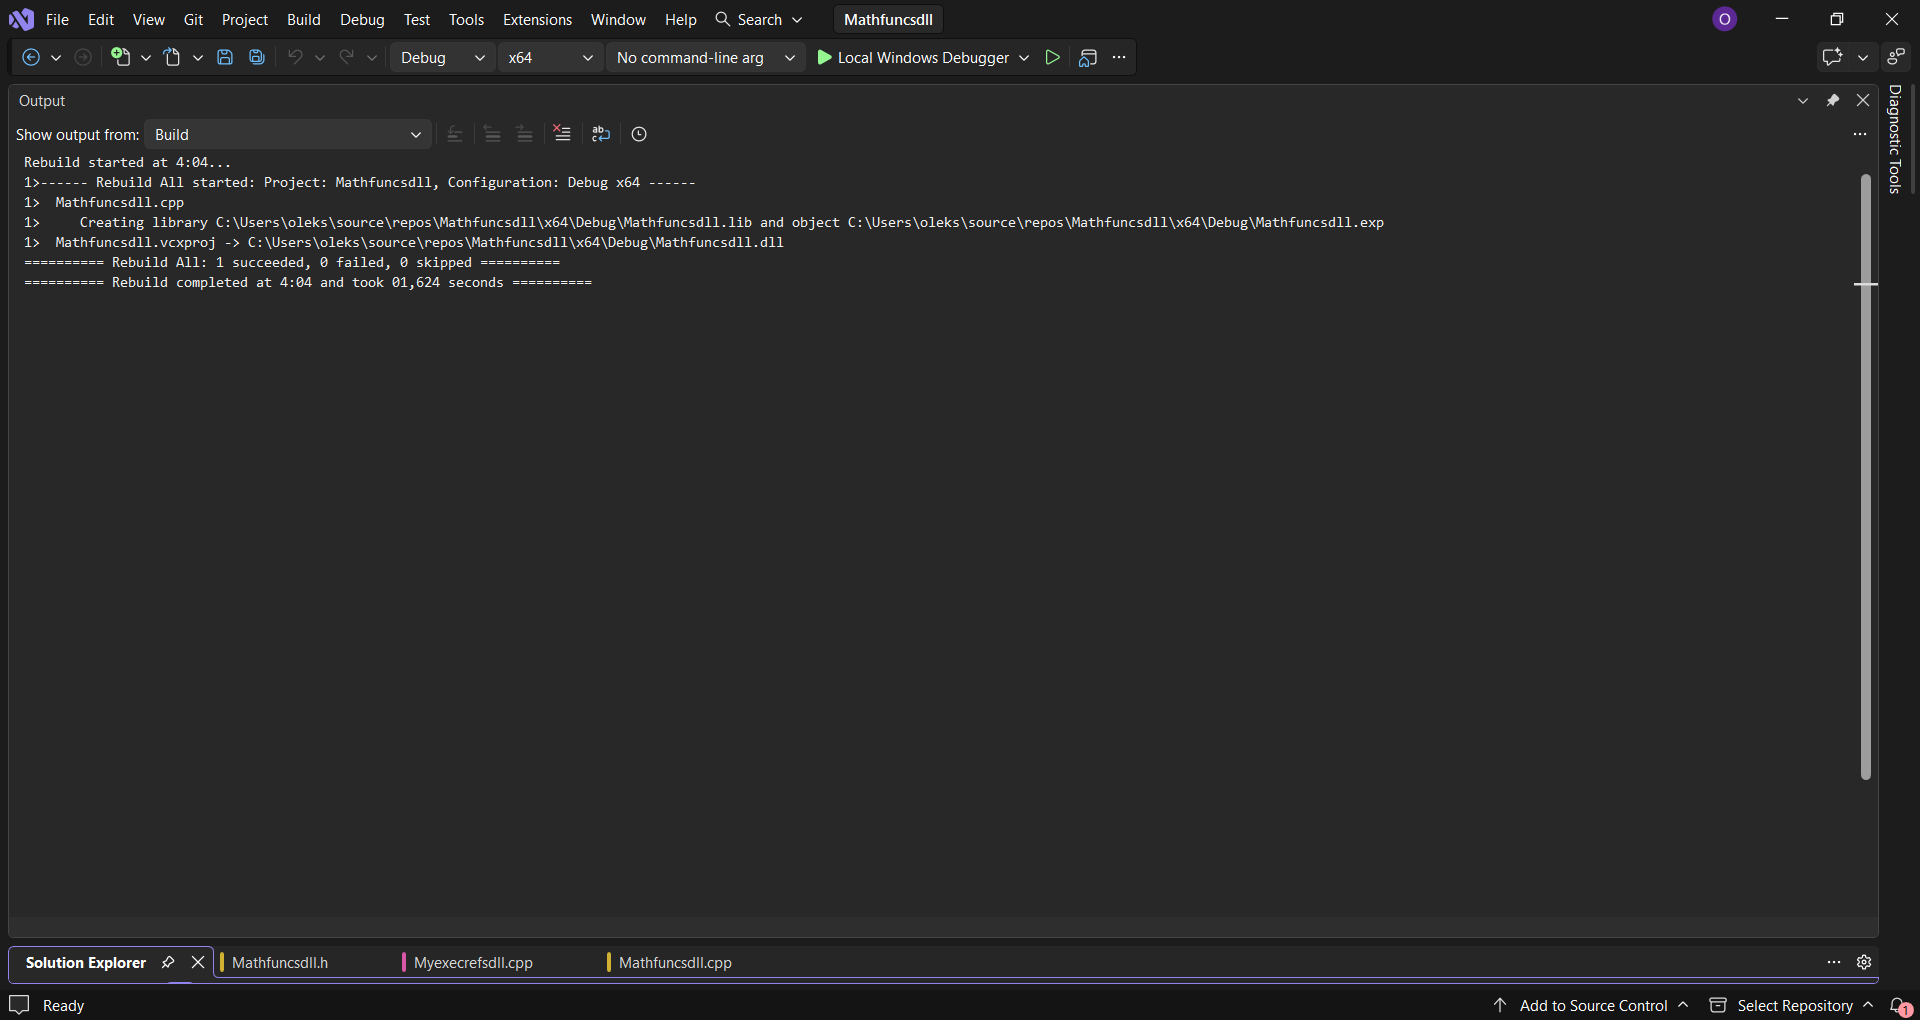 File Edit View Git Project Build Debug Test Tools Extensions Window Help Search Mathfuncsdll O
Debug x64 No command-line arg Local Windows Debugger
Output
Show output from: Build
Rebuild started at 4:04...
1>------ Rebuild All started: Project: Mathfuncsdll, Configuration: Debug x64 ------
1>  Mathfuncsdll.cpp
1>     Creating library C:\Users\oleks\source\repos\Mathfuncsdll\x64\Debug\Mathfuncsdll.lib and object C:\Users\oleks\source\repos\Mathfuncsdll\x64\Debug\Mathfuncsdll.exp
1>  Mathfuncsdll.vcxproj -> C:\Users\oleks\source\repos\Mathfuncsdll\x64\Debug\Mathfuncsdll.dll
========== Rebuild All: 1 succeeded, 0 failed, 0 skipped ==========
========== Rebuild completed at 4:04 and took 01,624 seconds ==========
Diagnostic Tools
Solution Explorer Mathfuncsdll.h Myexecrefsdll.cpp Mathfuncsdll.cpp
Ready Add to Source Control Select Repository 1